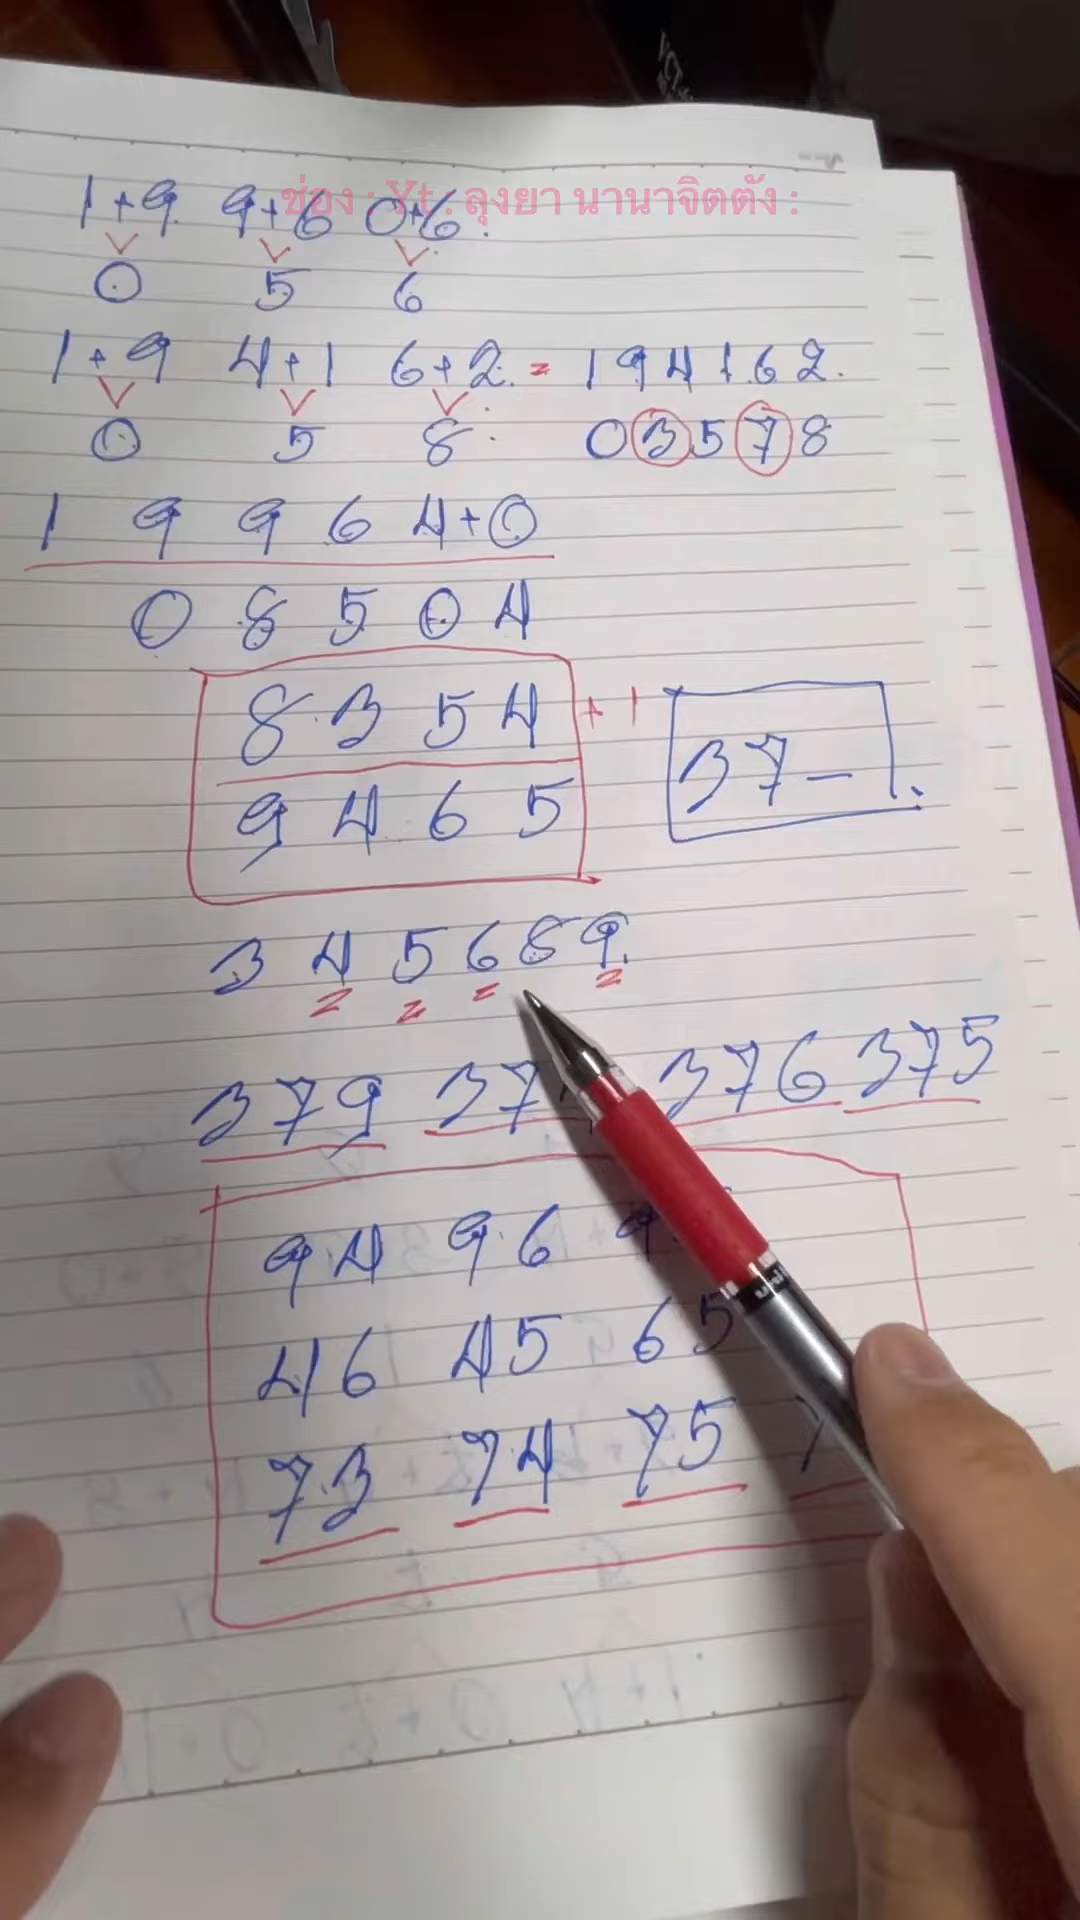 ช่อง : Yt : ลุงยา นานาจิตตัง :
1+9 9+6 0+6
0 5 6
1+9 4+1 6+2 = 194162
0 5 8 03578
1 9 9 6 4+0
0 8 5 0 4
8 3 5 4 +1
37-
9 4 6 5
3 4 5 6 8 9
379 37 376 375
94 96 9
46 45 65
73 74 75